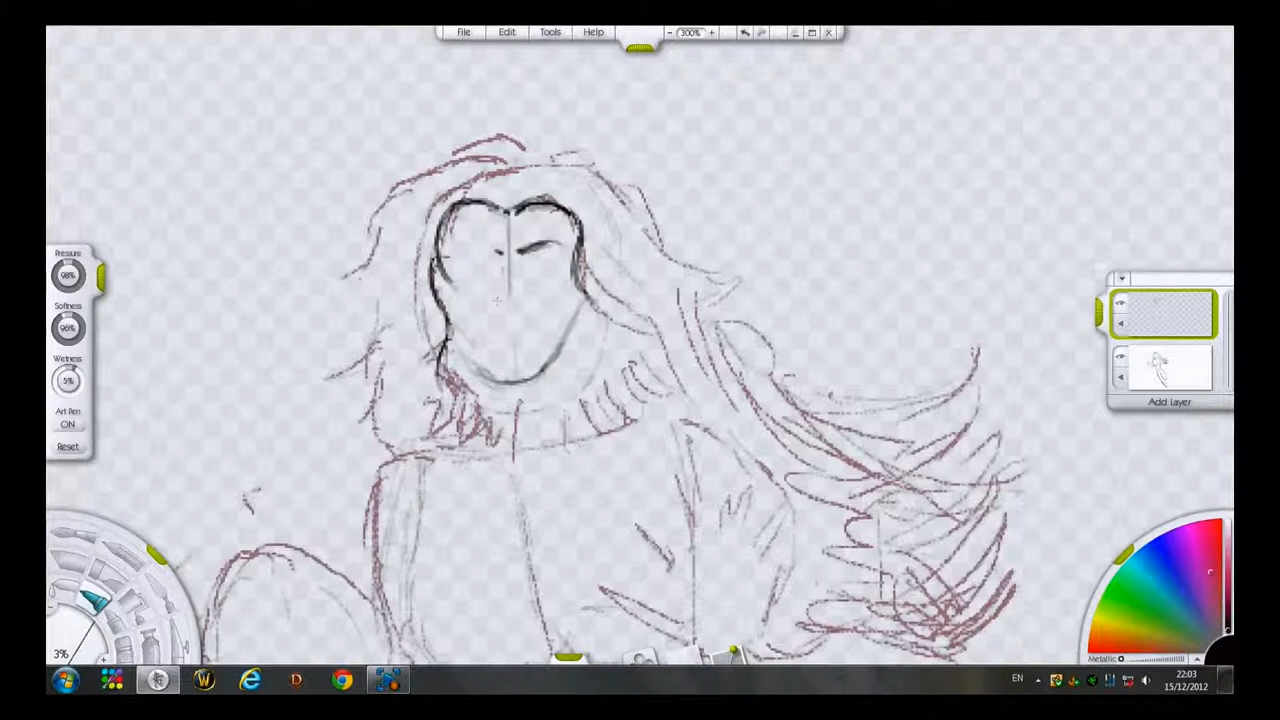 File Edit Tools Help − 300% +
Pressure
98%
Softness
96%
Wetness
5%
Art Pen
ON
Reset
Add Layer
3%
Metallic
EN
22:03
15/12/2012